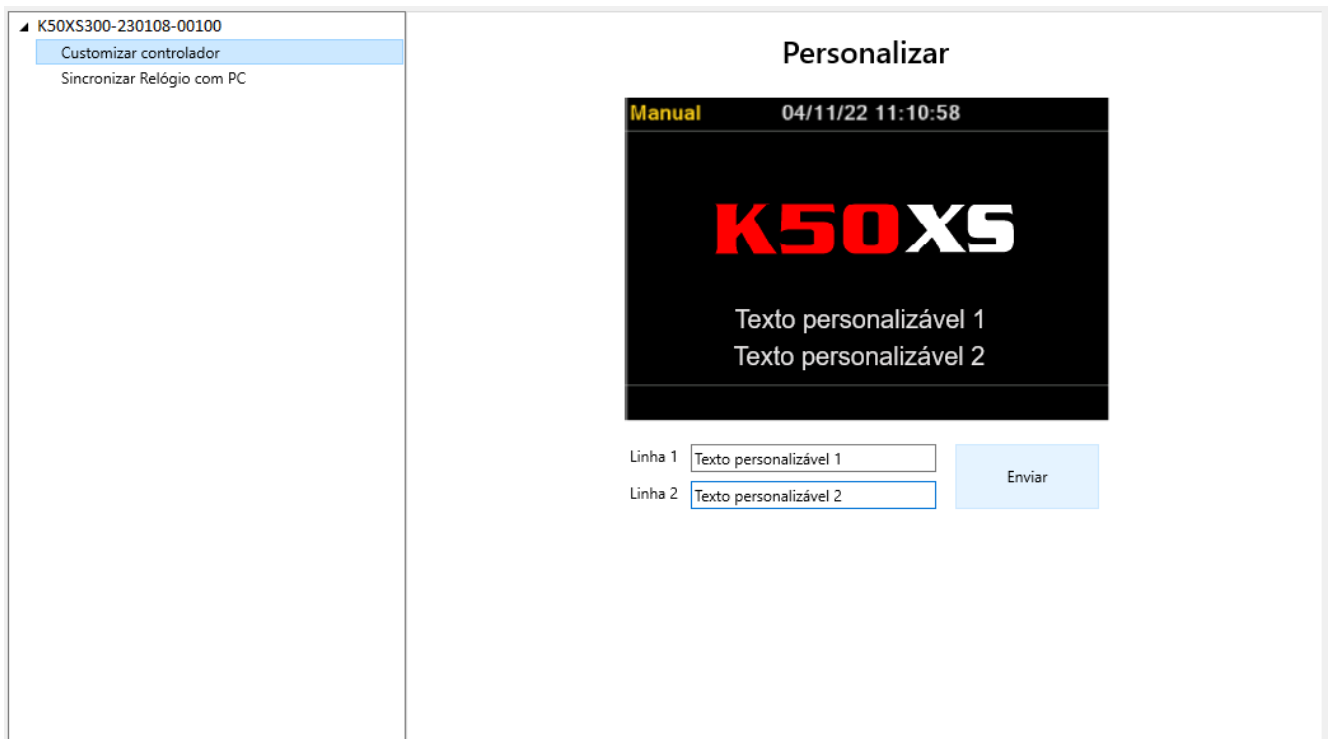 K50XS300-230108-00100
Customizar controlador
Sincronizar Relógio com PC
Personalizar
Manual 04/11/22 11:10:58
K50XS
Texto personalizável 1
Texto personalizável 2
Linha 1 Texto personalizável 1
Linha 2 Texto personalizável 2
Enviar